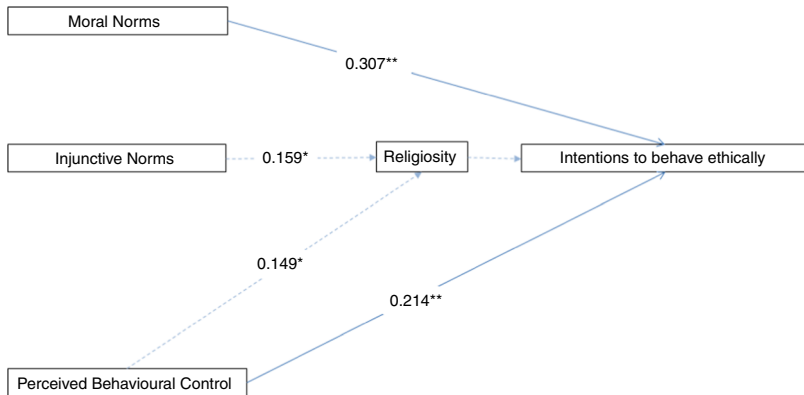 Moral Norms
0.307**
Injunctive Norms
0.159*
Religiosity
Intentions to behave ethically
0.149*
0.214**
Perceived Behavioural Control